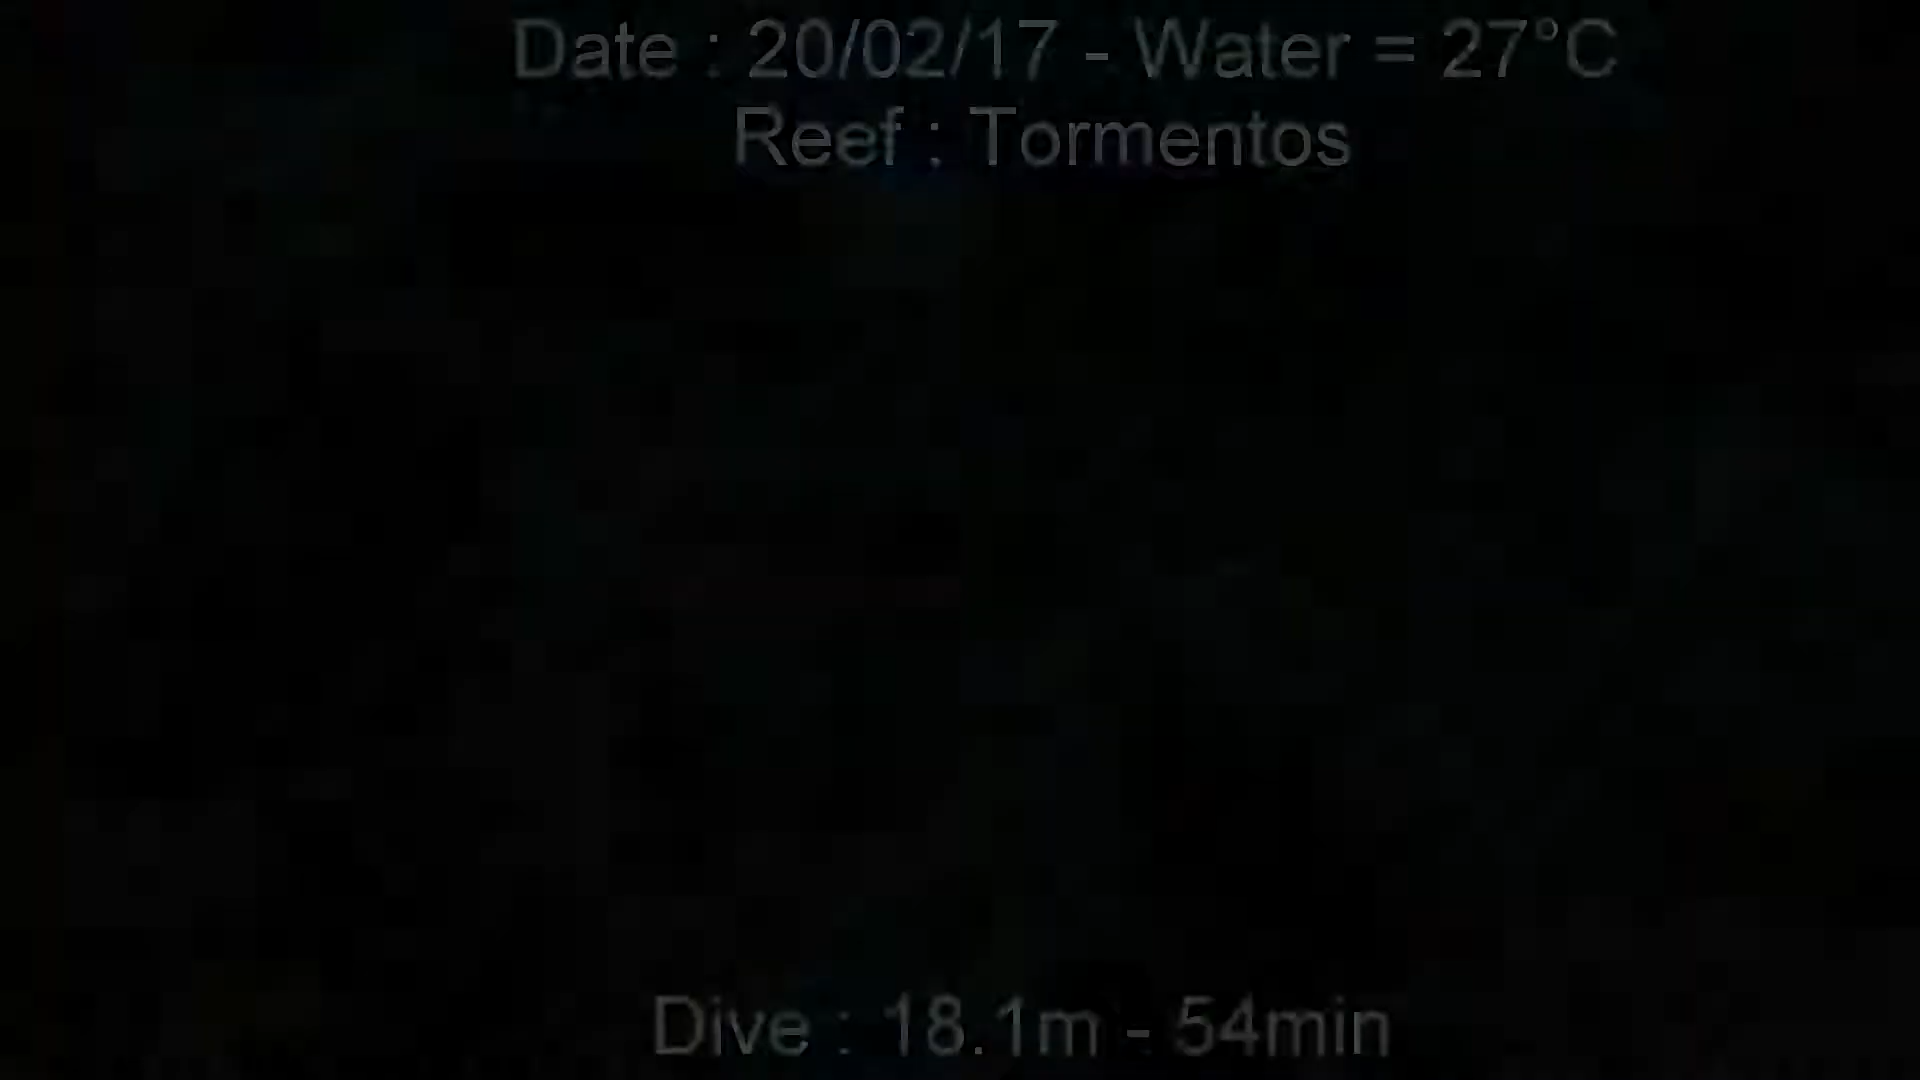 Date : 20/02/17 - Water = 27°C
Reef : Tormentos
Dive : 18.1m - 54min